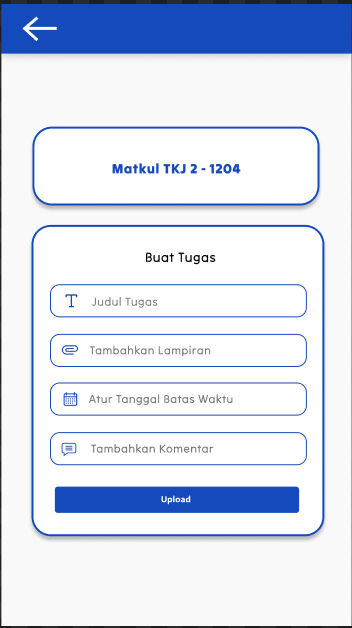 Matkul TKJ 2 - 1204
Buat Tugas
Judul Tugas
Tambahkan Lampiran
Atur Tanggal Batas Waktu
Tambahkan Komentar
Upload